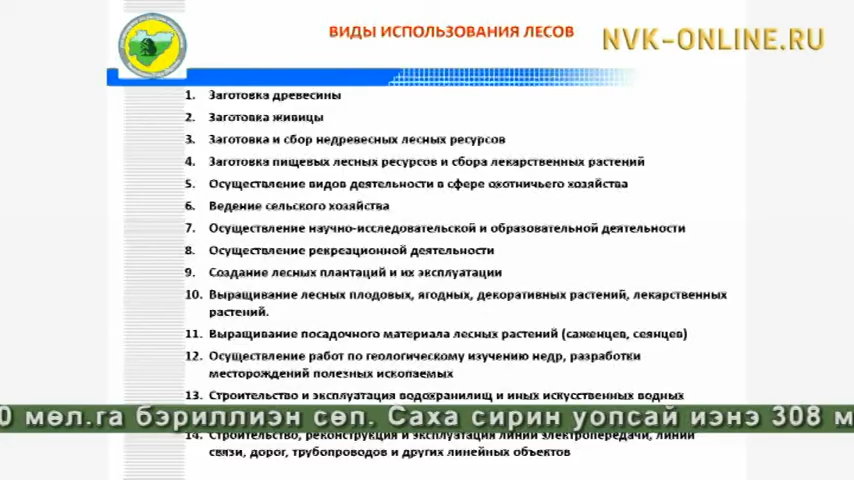 ВИДЫ ИСПОЛЬЗОВАНИЯ ЛЕСОВ
NVK-ONLINE.RU
1. Заготовка древесины
2. Заготовка живицы
3. Заготовка и сбор недревесных лесных ресурсов
4. Заготовка пищевых лесных ресурсов и сбора лекарственных растений
5. Осуществление видов деятельности в сфере охотничьего хозяйства
6. Ведение сельского хозяйства
7. Осуществление научно-исследовательской и образовательной деятельности
8. Осуществление рекреационной деятельности
9. Создание лесных плантаций и их эксплуатации
10. Выращивание лесных плодовых, ягодных, декоративных растений, лекарственных
растений.
11. Выращивание посадочного материала лесных растений (саженцев, сеянцев)
12. Осуществление работ по геологическому изучению недр, разработки
месторождений полезных ископаемых
13. Строительство и эксплуатация водохранилищ и иных искусственных водных
0 мөл.га бэриллиэн сөп. Саха сирин уопсай иэнэ 308 м
14. Строительство, реконструкция и эксплуатация линий электропередачи, линий
связи, дорог, трубопроводов и других линейных объектов